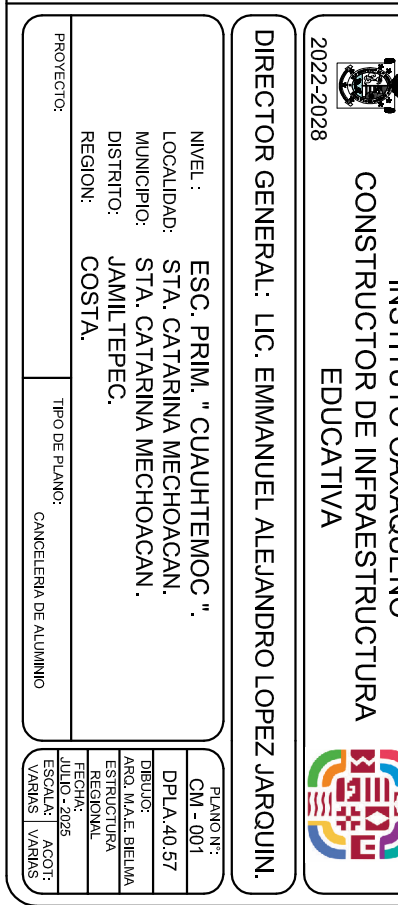 INSTITUTO OAXAQUEÑO
CONSTRUCTOR DE INFRAESTRUCTURA
EDUCATIVA
2022-2028
DIRECTOR GENERAL: LIC. EMMANUEL ALEJANDRO LOPEZ JARQUIN.
NIVEL : ESC. PRIM. " CUAUHTEMOC ".
LOCALIDAD: STA. CATARINA MECHOACAN.
MUNICIPIO: STA. CATARINA MECHOACAN .
DISTRITO: JAMILTEPEC.
REGION: COSTA.
PROYECTO:
TIPO DE PLANO:
CANCELERIA DE ALUMINIO
PLANO N°:
CM - 001
DPLA:40.57
DIBUJO:
ARQ. M.A.E. BIELMA
ESTRUCTURA
REGIONAL
FECHA:
JULIO - 2025
ESCALA: ACOT:
VARIAS VARIAS